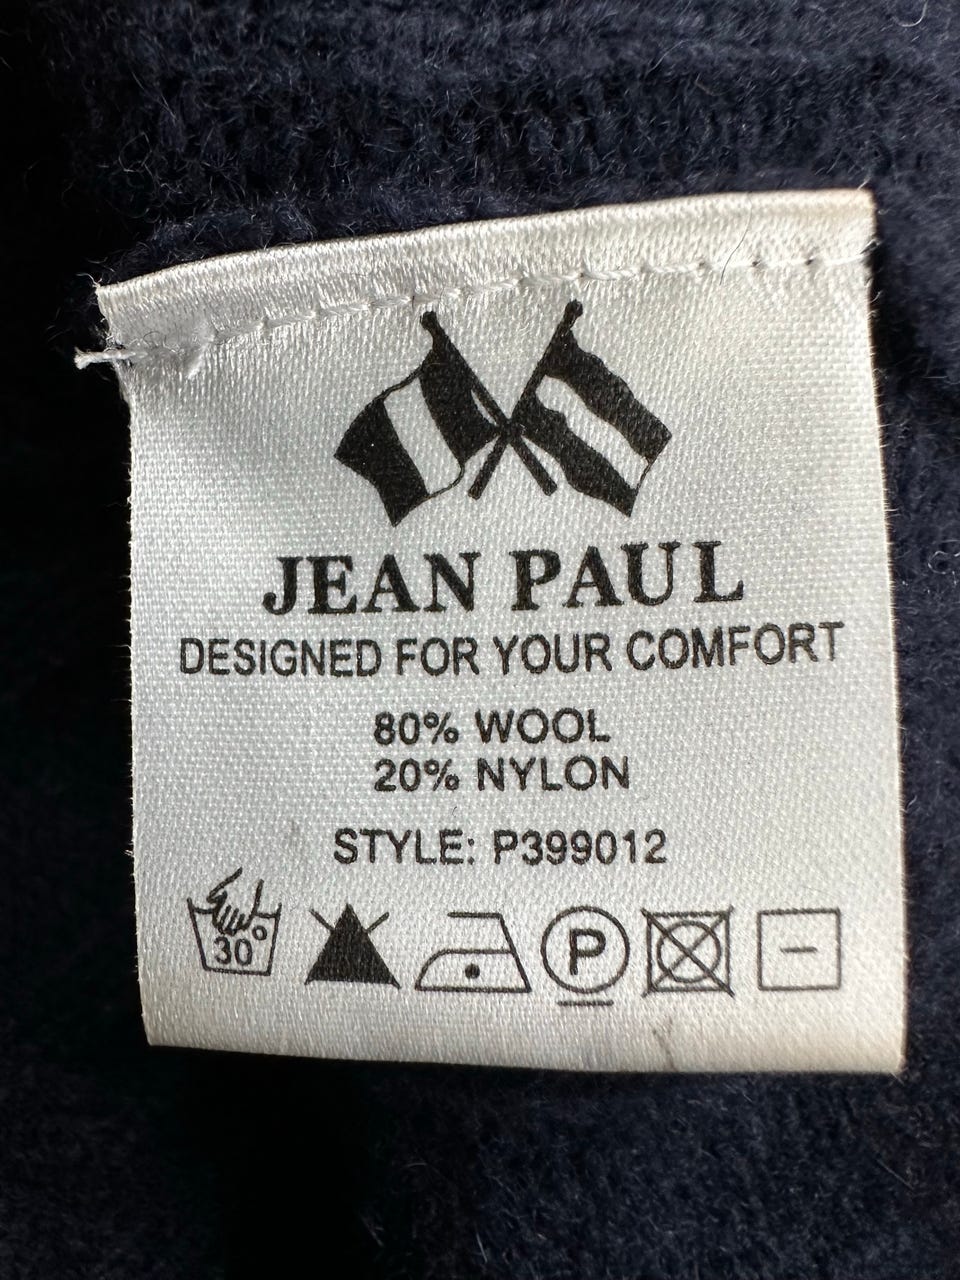 JEAN PAUL
DESIGNED FOR YOUR COMFORT
80% WOOL
20% NYLON
STYLE: P399012
30° P